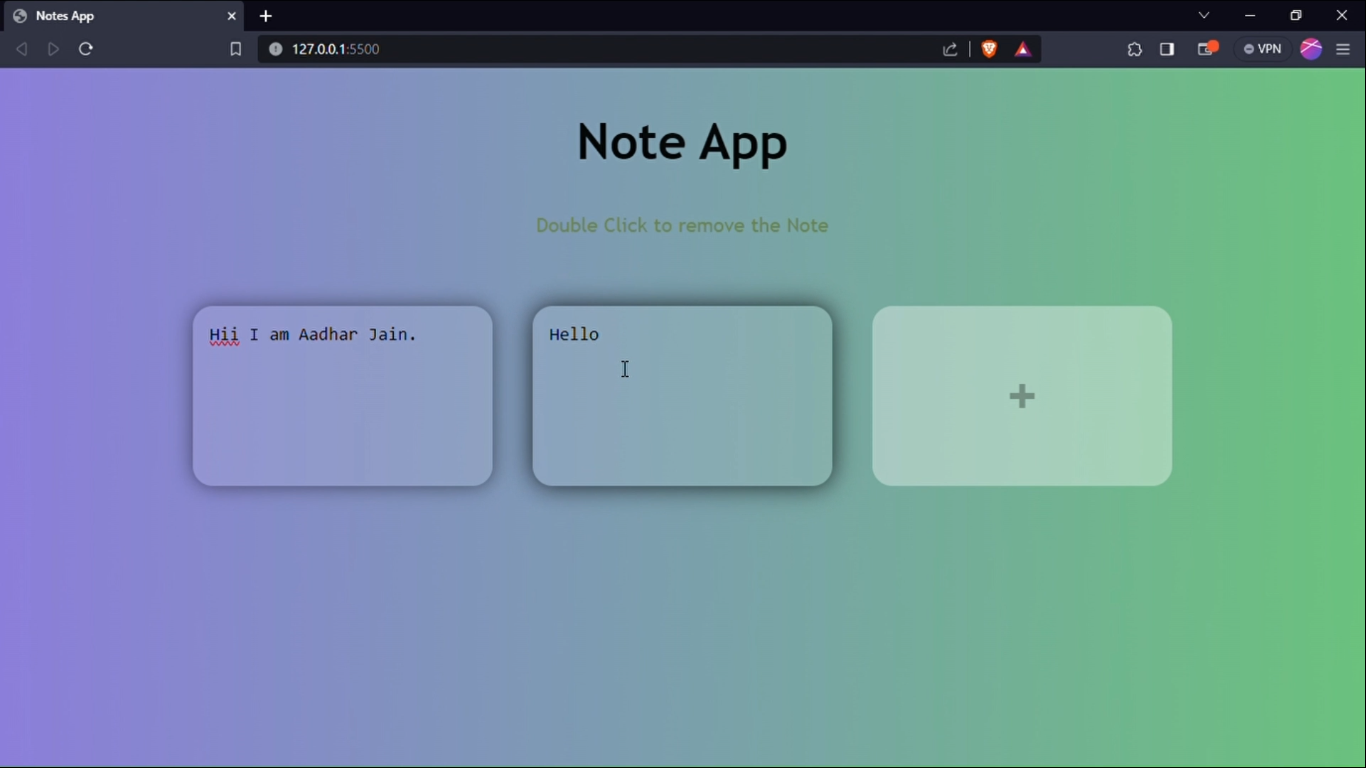 Notes App
127.0.0.1:5500
VPN
Note App
Double Click to remove the Note
Hii I am Aadhar Jain.
Hello
+